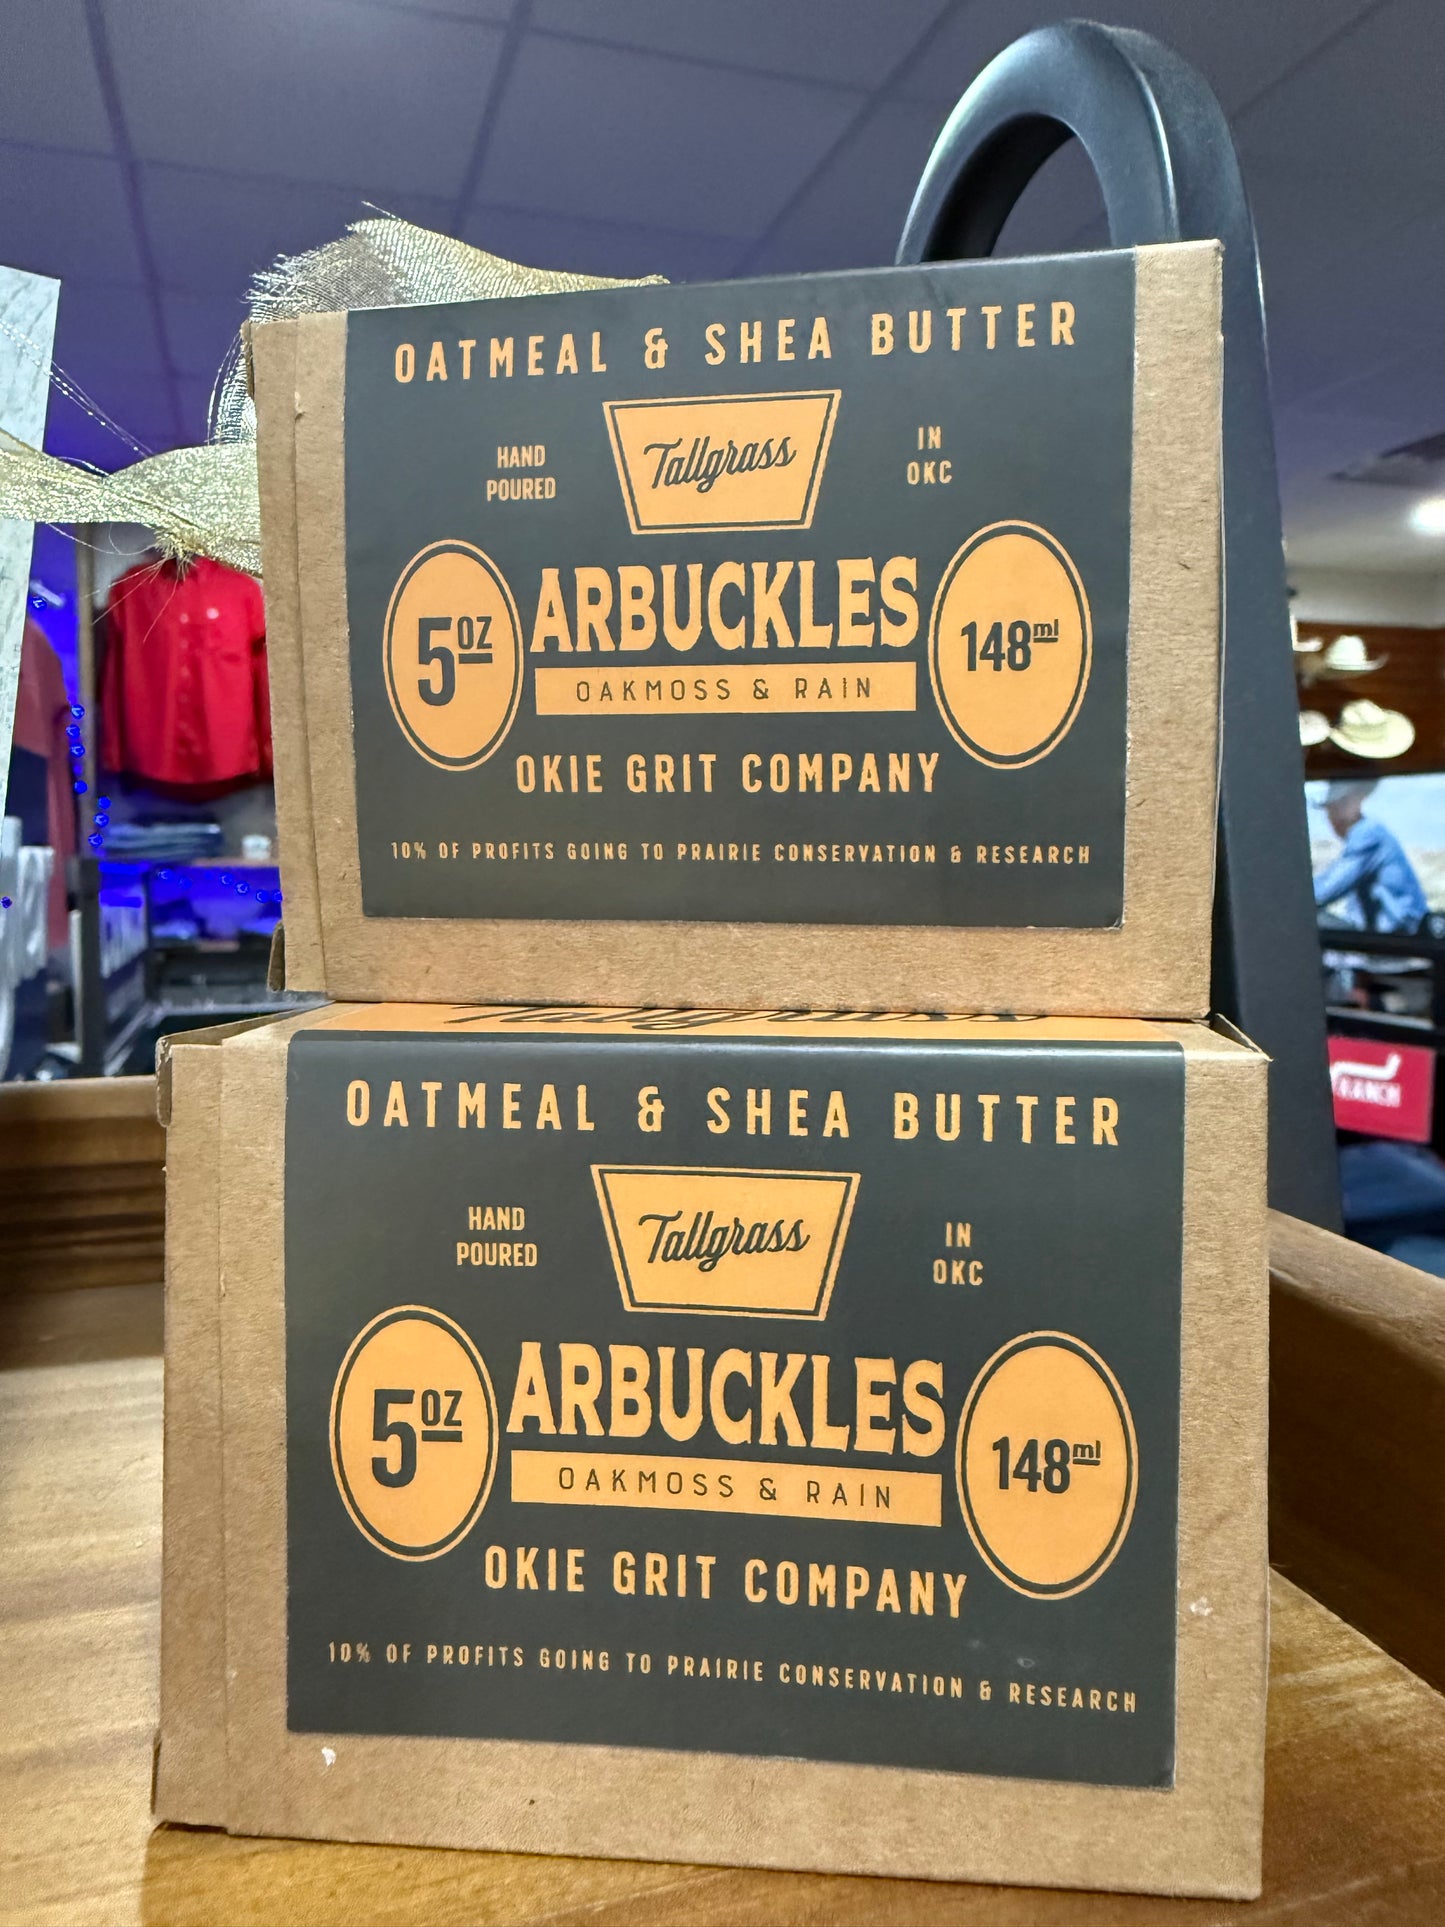 OATMEAL & SHEA BUTTER
HAND
POURED
Tallgrass
IN
OKC
5OZ
ARBUCKLES
148ml
OAKMOSS & RAIN
OKIE GRIT COMPANY
10% OF PROFITS GOING TO PRAIRIE CONSERVATION & RESEARCH
Tallgrass
OATMEAL & SHEA BUTTER
HAND
POURED
Tallgrass
IN
OKC
5OZ
ARBUCKLES
148ml
OAKMOSS & RAIN
OKIE GRIT COMPANY
10% OF PROFITS GOING TO PRAIRIE CONSERVATION & RESEARCH
RANCH